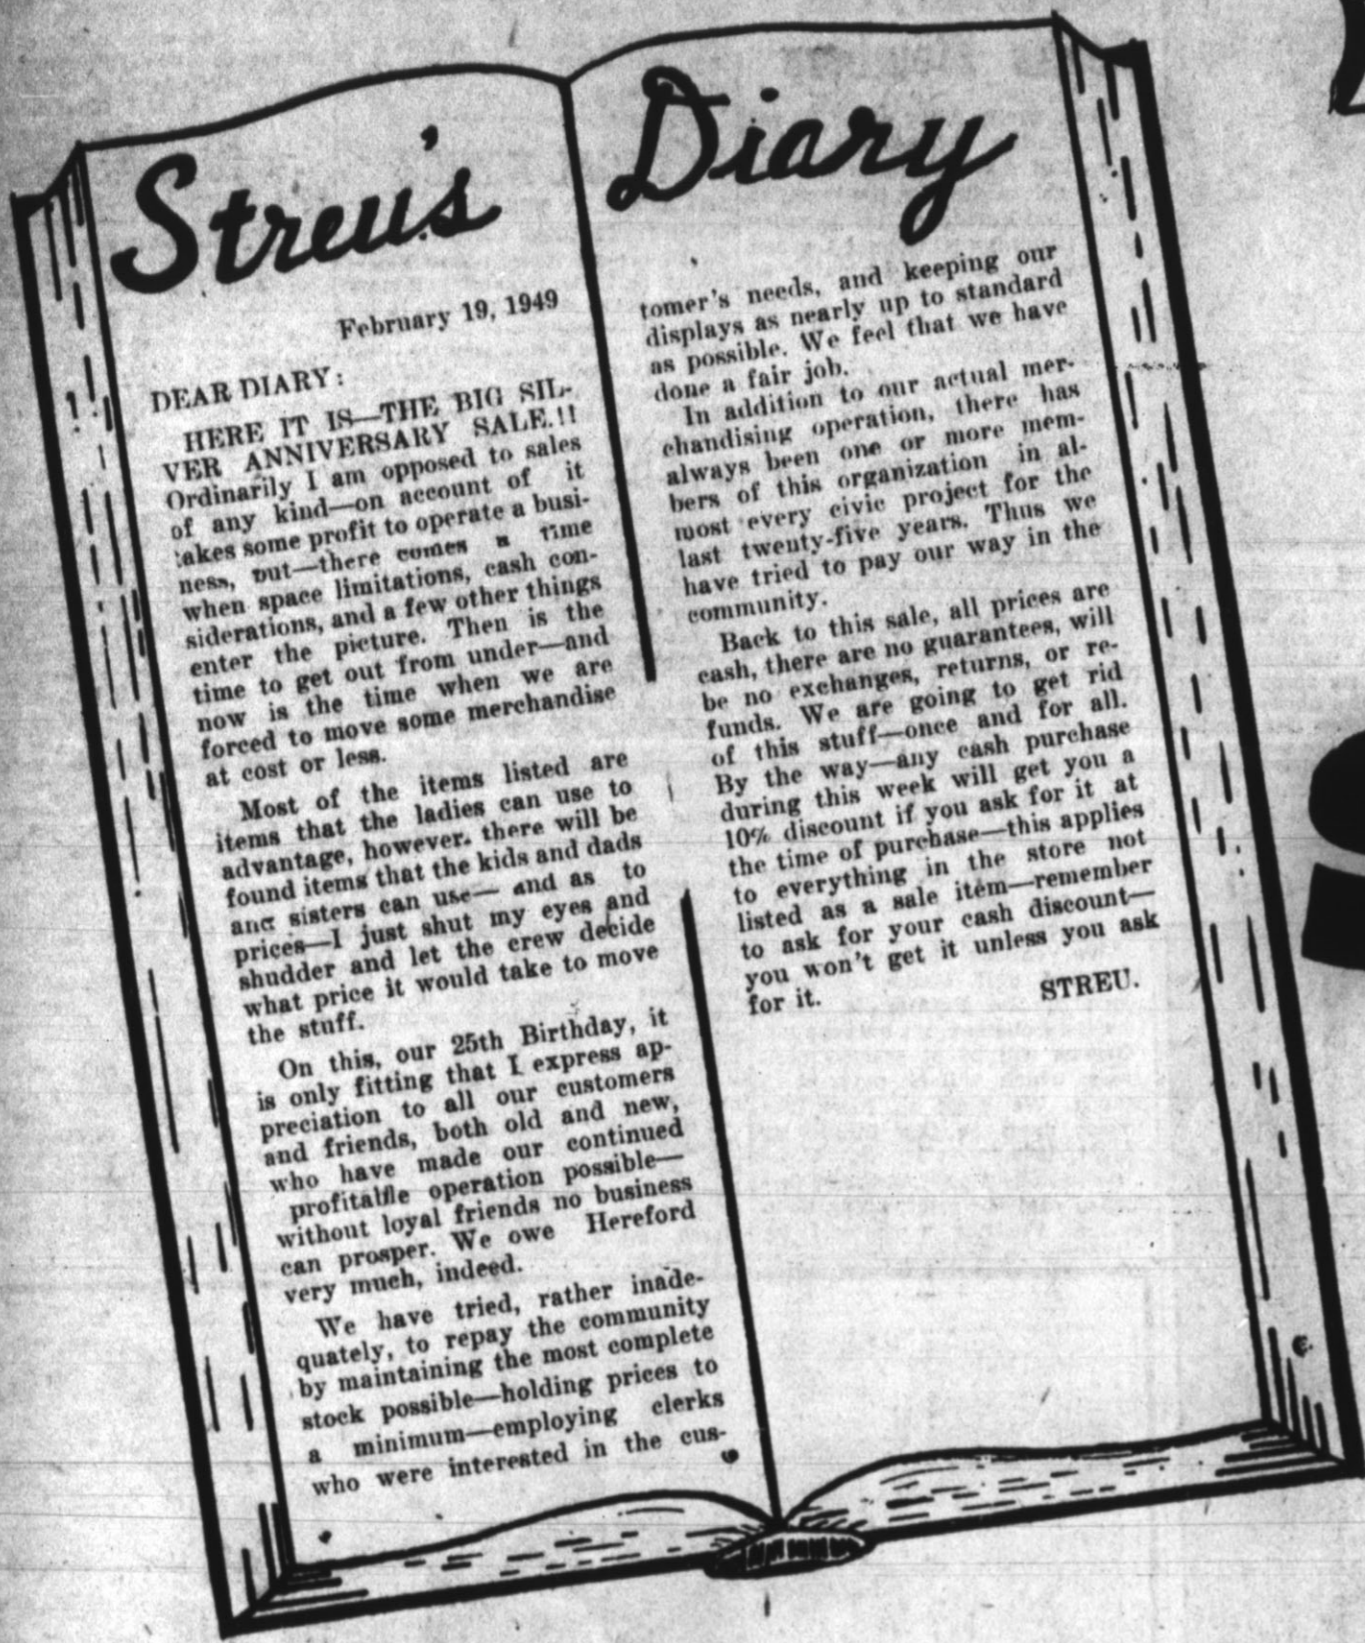 Streu's Diary
February 19, 1949
DEAR DIARY:
HERE IT IS—THE BIG SIL-
VER ANNIVERSARY SALE.!!
Ordinarily I am opposed to sales
of any kind—on account of it
takes some profit to operate a busi-
ness, but—there comes a time
when space limitations, cash con-
siderations, and a few other things
enter the picture. Then is the
time to get out from under—and
now is the time when we are
forced to move some merchandise
at cost or less.
Most of the items listed are
items that the ladies can use to
advantage, however. there will be
found items that the kids and dads
and sisters can use— and as to
prices—I just shut my eyes and
shudder and let the crew decide
what price it would take to move
the stuff.
On this, our 25th Birthday, it
is only fitting that I express ap-
preciation to all our customers
and friends, both old and new,
who have made our continued
profitable operation possible—
without loyal friends no business
can prosper. We owe Hereford
very much, indeed.
We have tried, rather inade-
quately, to repay the community
by maintaining the most complete
stock possible—holding prices to
a minimum—employing clerks
who were interested in the cus-
tomer's needs, and keeping our
displays as nearly up to standard
as possible. We feel that we have
done a fair job.
In addition to our actual mer-
chandising operation, there has
always been one or more mem-
bers of this organization in al-
most every civic project for the
last twenty-five years. Thus we
have tried to pay our way in the
community.
Back to this sale, all prices are
cash, there are no guarantees, will
be no exchanges, returns, or re-
funds. We are going to get rid
of this stuff—once and for all.
By the way—any cash purchase
during this week will get you a
10% discount if you ask for it at
the time of purchase—this applies
to everything in the store not
listed as a sale item—remember
to ask for your cash discount—
you won't get it unless you ask
for it.
STREU.